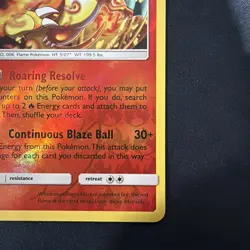 O. 006. Flame Pokémon. HT: 5'07" WT: 199.5 lbs.
Roaring Resolve
your turn (before your attack), you may put
unters on this Pokémon. If you do, search
up to 2 Energy cards and attach them to
Then, shuffle your deck.
Continuous Blaze Ball 30+
Energy from this Pokémon. This attack does
ge for each card you discarded in this way.
resistance
retreat